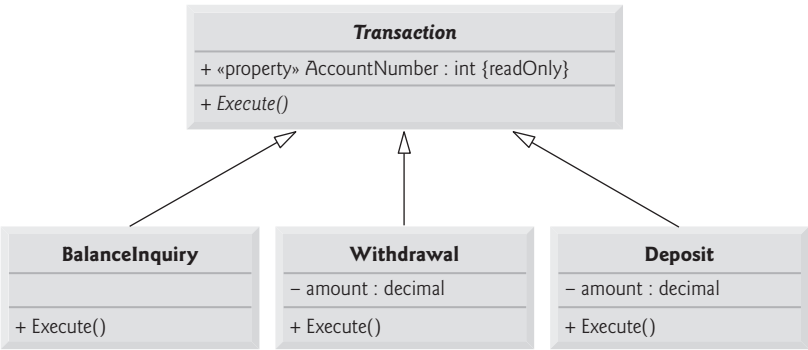 Transaction
+ «property» AccountNumber : int {readOnly}
+ Execute()
BalanceInquiry
+ Execute()
Withdrawal
– amount : decimal
+ Execute()
Deposit
– amount : decimal
+ Execute()